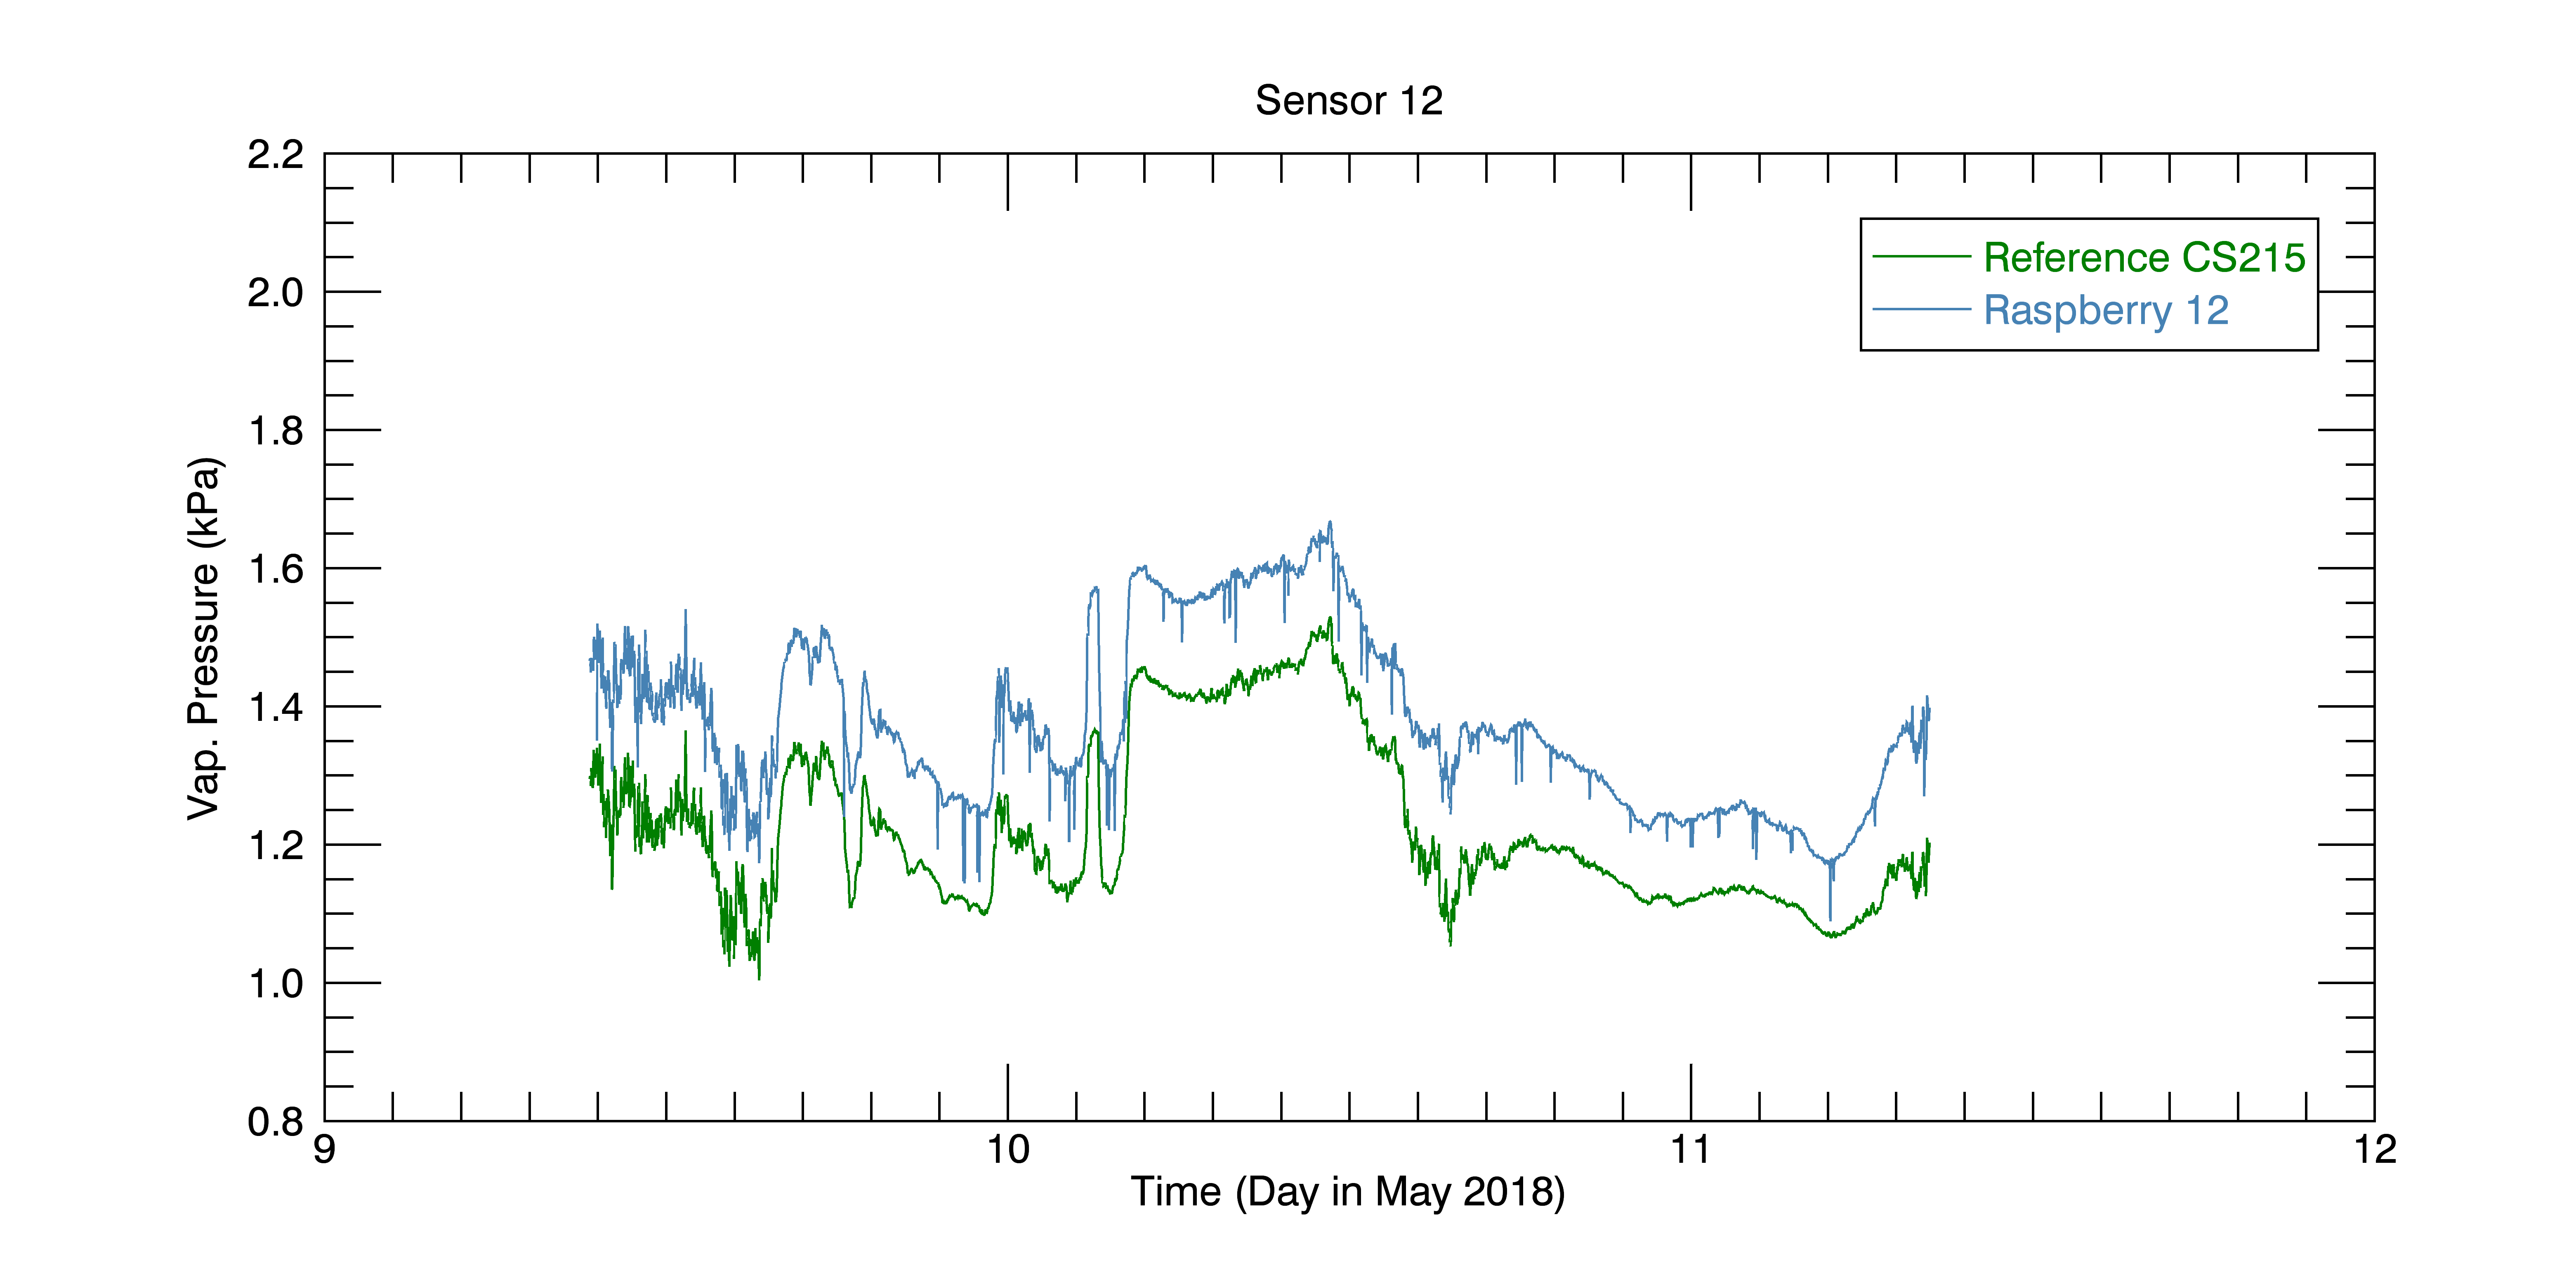 Sensor 12
2.2
2.0
1.8
1.6
1.4
1.2
1.0
0.8
Vap. Pressure (kPa)
Reference CS215
Raspberry 12
9
10
11
12
Time (Day in May 2018)